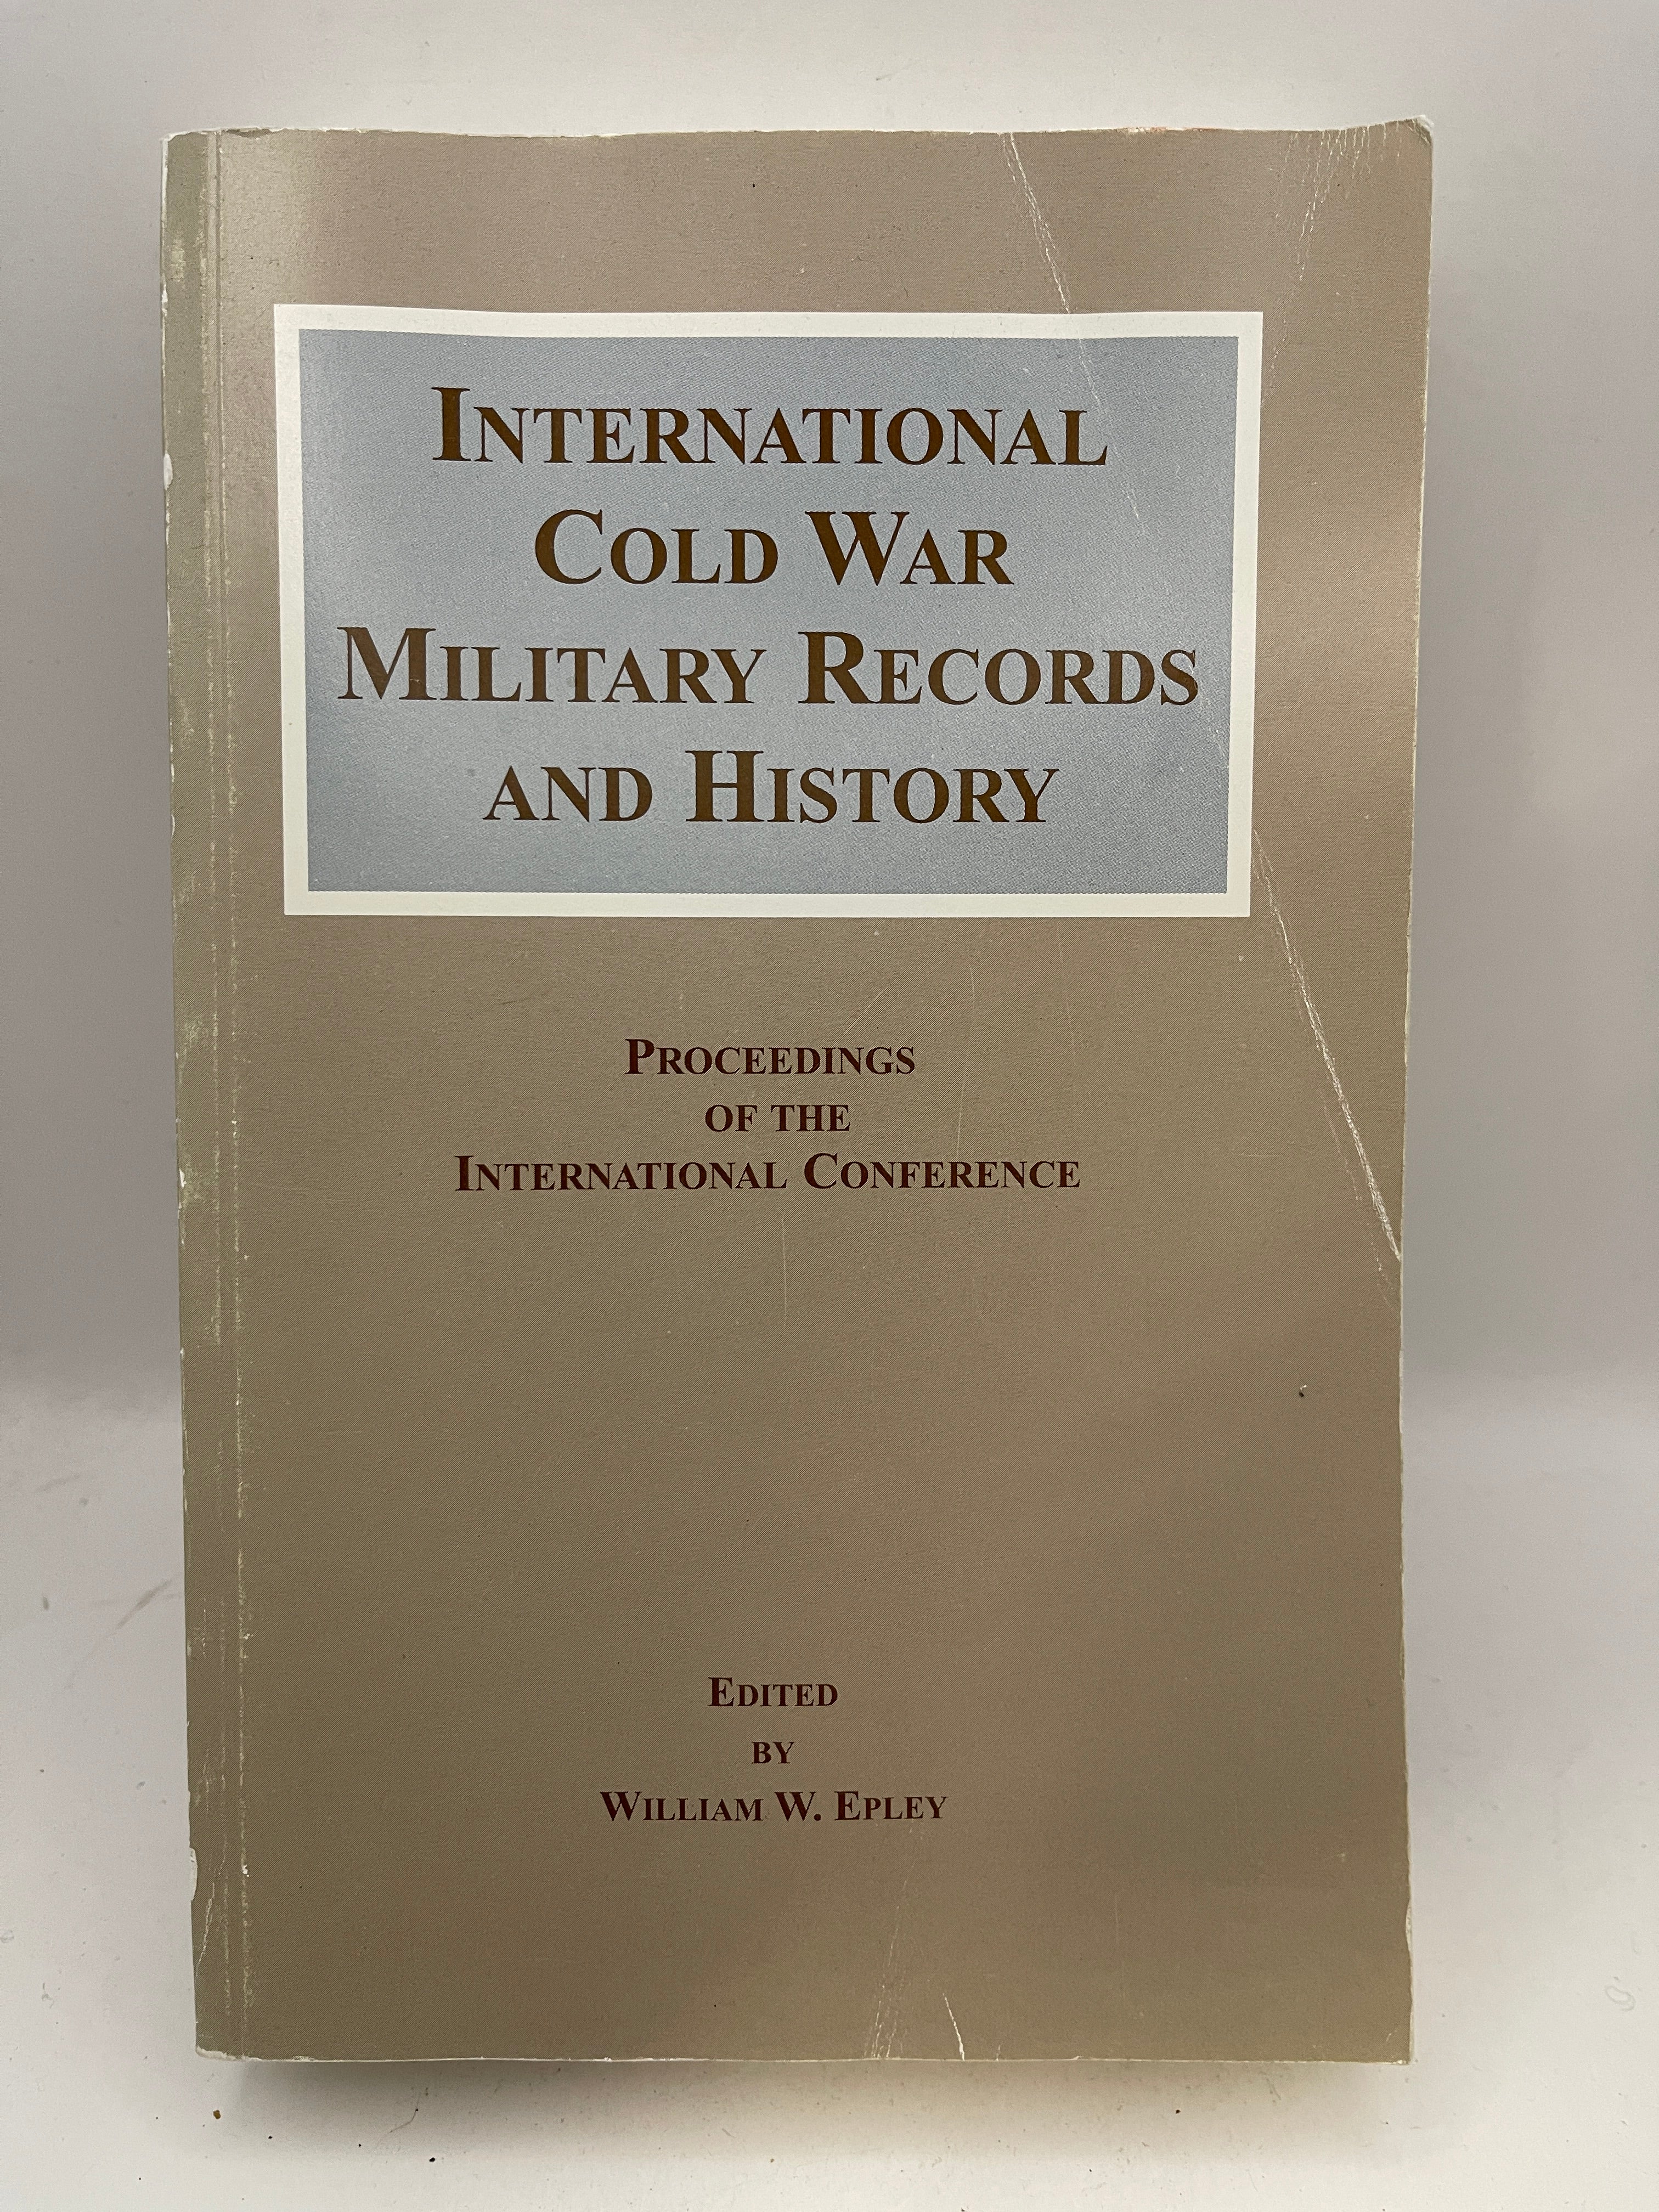 INTERNATIONAL
COLD WAR
MILITARY RECORDS
AND HISTORY
PROCEEDINGS
OF THE
INTERNATIONAL CONFERENCE
EDITED
BY
WILLIAM W. EPLEY